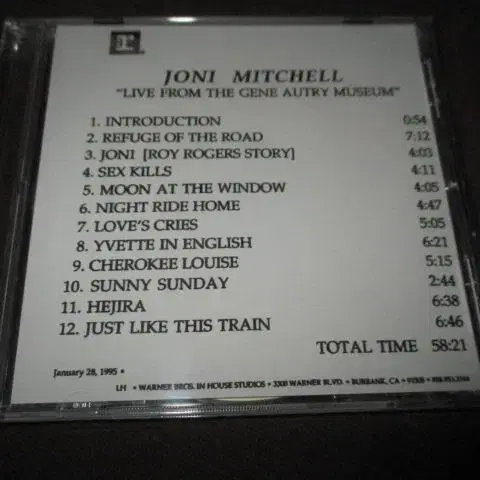 r
JONI MITCHELL
"LIVE FROM THE GENE AUTRY MUSEUM"
1. INTRODUCTION 0:54
2. REFUGE OF THE ROAD 7:12
3. JONI [ROY ROGERS STORY] 4:03
4. SEX KILLS 4:11
5. MOON AT THE WINDOW 4:05
6. NIGHT RIDE HOME 4:47
7. LOVE'S CRIES 5:05
8. YVETTE IN ENGLISH 6:21
9. CHEROKEE LOUISE 5:15
10. SUNNY SUNDAY 2:44
11. HEJIRA 6:38
12. JUST LIKE THIS TRAIN 6:46
TOTAL TIME 58:21
January 28, 1995 •
LH • WARNER BROS. IN HOUSE STUDIOS • 3300 WARNER BLVD. • BURBANK, CA •